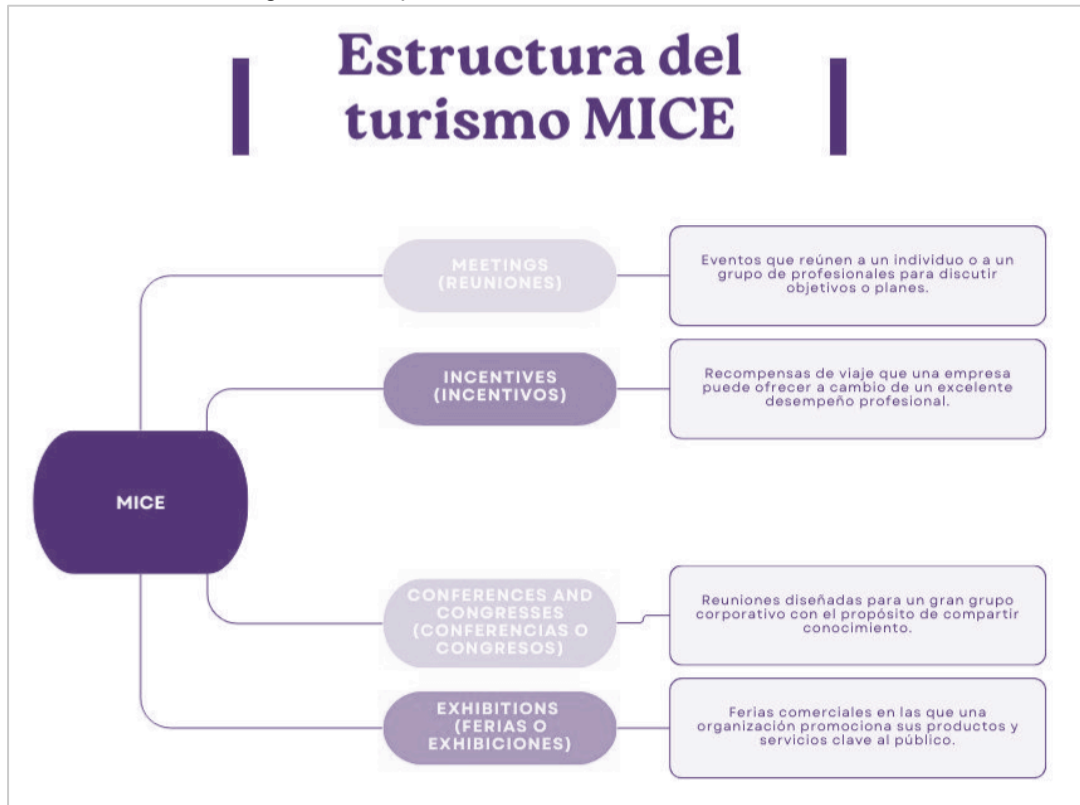 Estructura del
turismo MICE
MEETINGS
(REUNIONES)
Eventos que reúnen a un individuo o a un
grupo de profesionales para discutir
objetivos o planes.
INCENTIVES
(INCENTIVOS)
Recompensas de viaje que una empresa
puede ofrecer a cambio de un excelente
desempeño profesional.
MICE
CONFERENCES AND
CONGRESSES
(CONFERENCIAS O
CONGRESOS)
Reuniones diseñadas para un gran grupo
corporativo con el propósito de compartir
conocimiento.
EXHIBITIONS
(FERIAS O
EXHIBICIONES)
Ferias comerciales en las que una
organización promociona sus productos y
servicios clave al público.